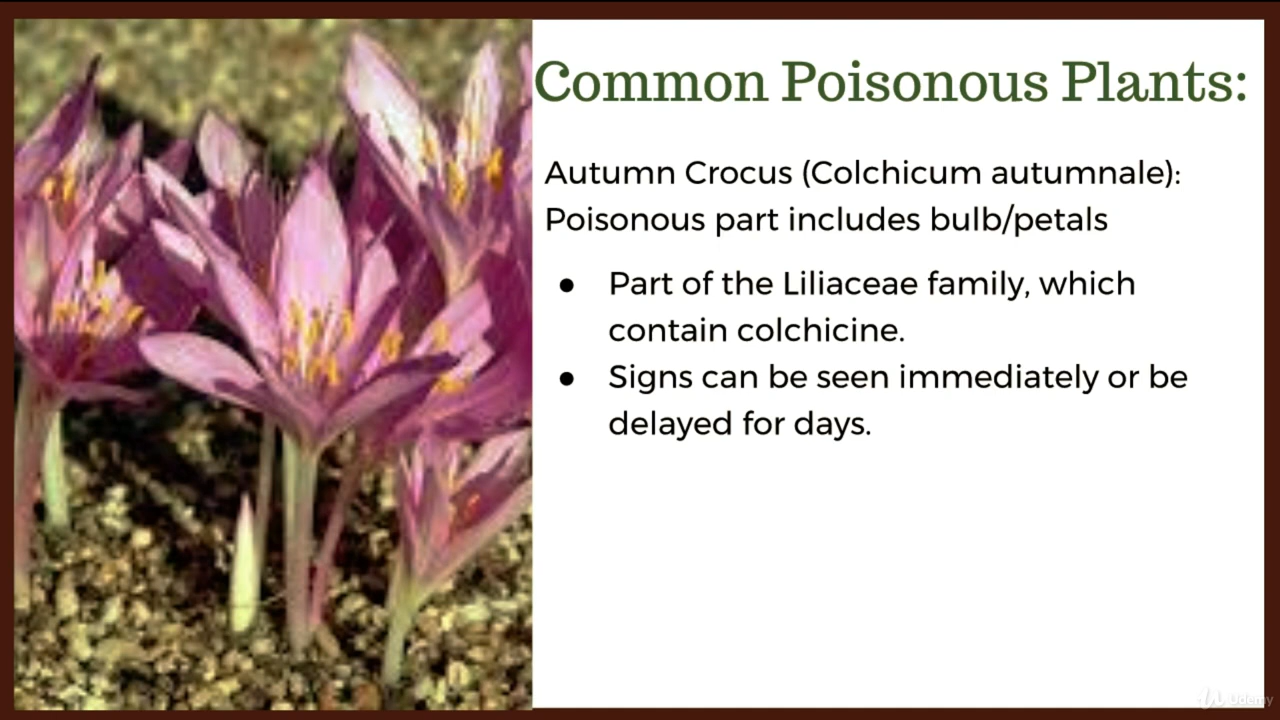 Common Poisonous Plants:
Autumn Crocus (Colchicum autumnale):
Poisonous part includes bulb/petals
● Part of the Liliaceae family, which
contain colchicine.
● Signs can be seen immediately or be
delayed for days.
Udemy